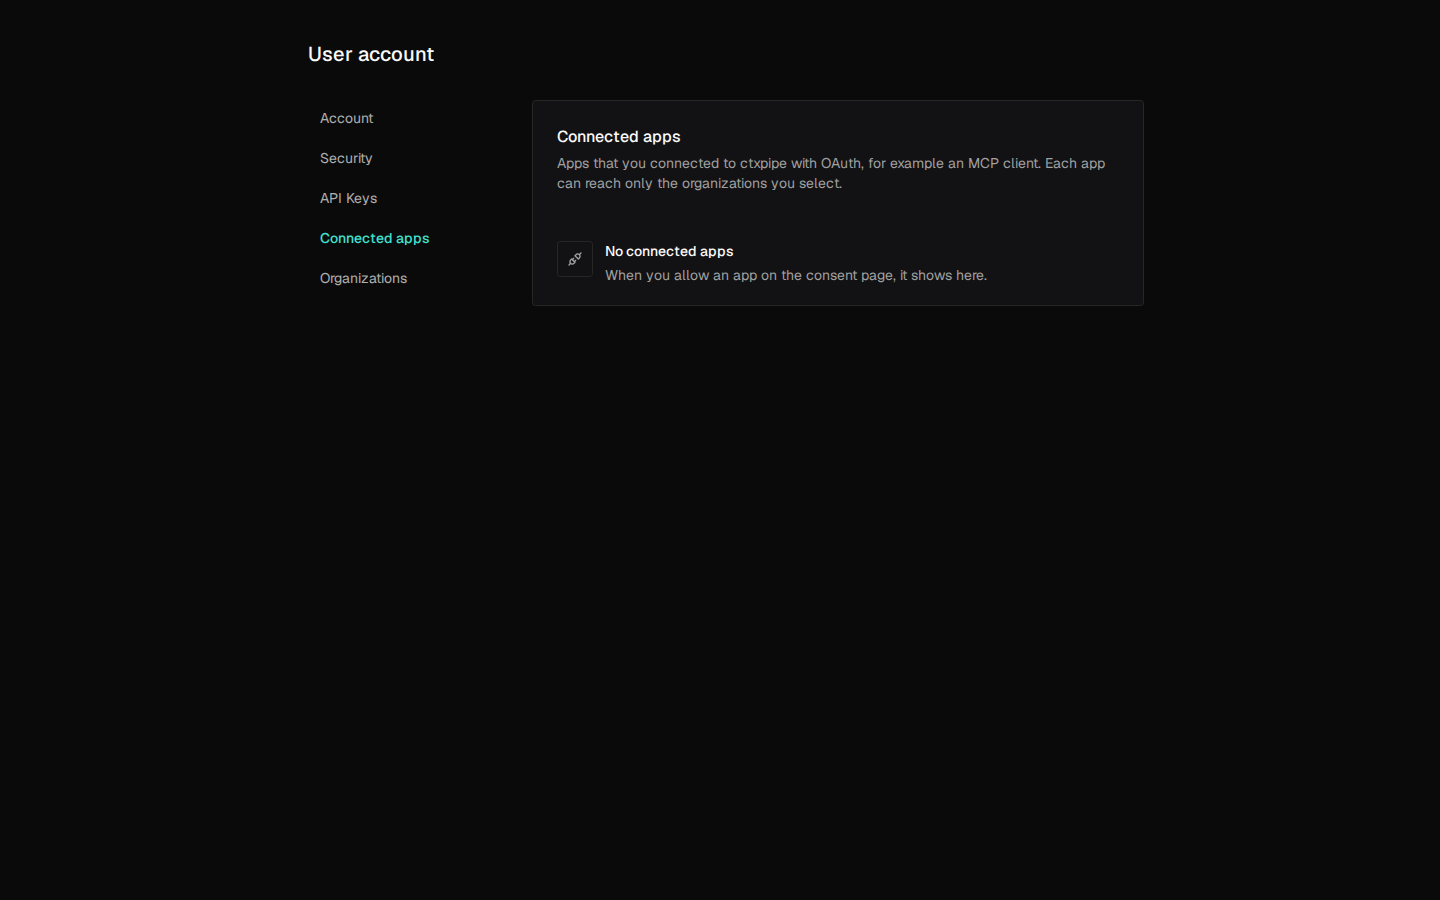 User account
Account
Security
API Keys
Connected apps
Organizations
Connected apps
Apps that you connected to ctxpipe with OAuth, for example an MCP client. Each app
can reach only the organizations you select.
No connected apps
When you allow an app on the consent page, it shows here.